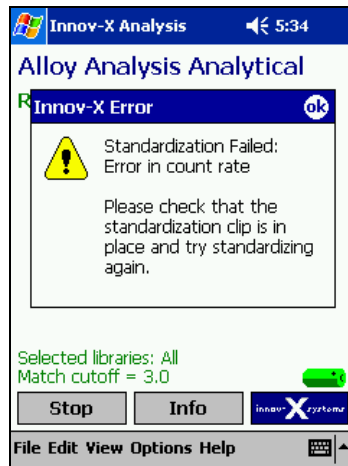 Innov-X Analysis 5:34
Alloy Analysis Analytical
R
Innov-X Error ok
Standardization Failed:
Error in count rate
Please check that the
standardization clip is in
place and try standardizing
again.
Selected libraries: All
Match cutoff = 3.0
Stop Info innov-X systems
File Edit View Options Help